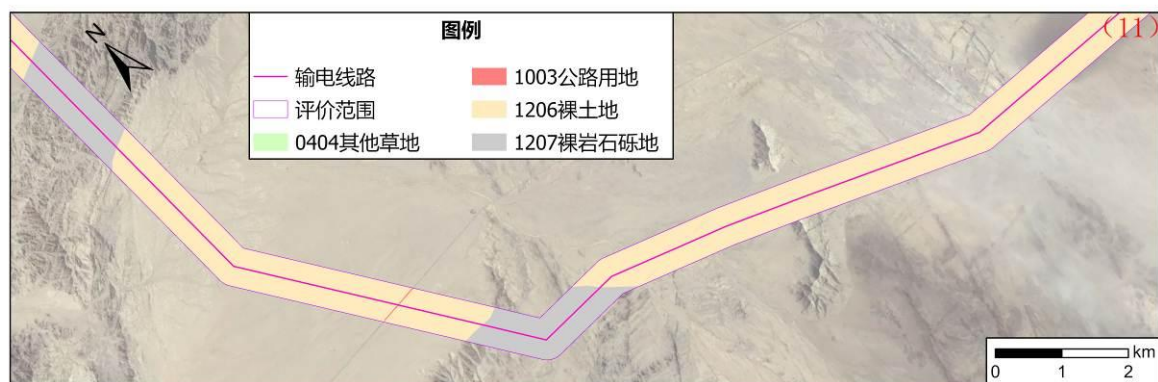 图例
(11)
N
输电线路
1003公路用地
评价范围
1206裸土地
0404其他草地
1207裸岩石砾地
km
0 1 2